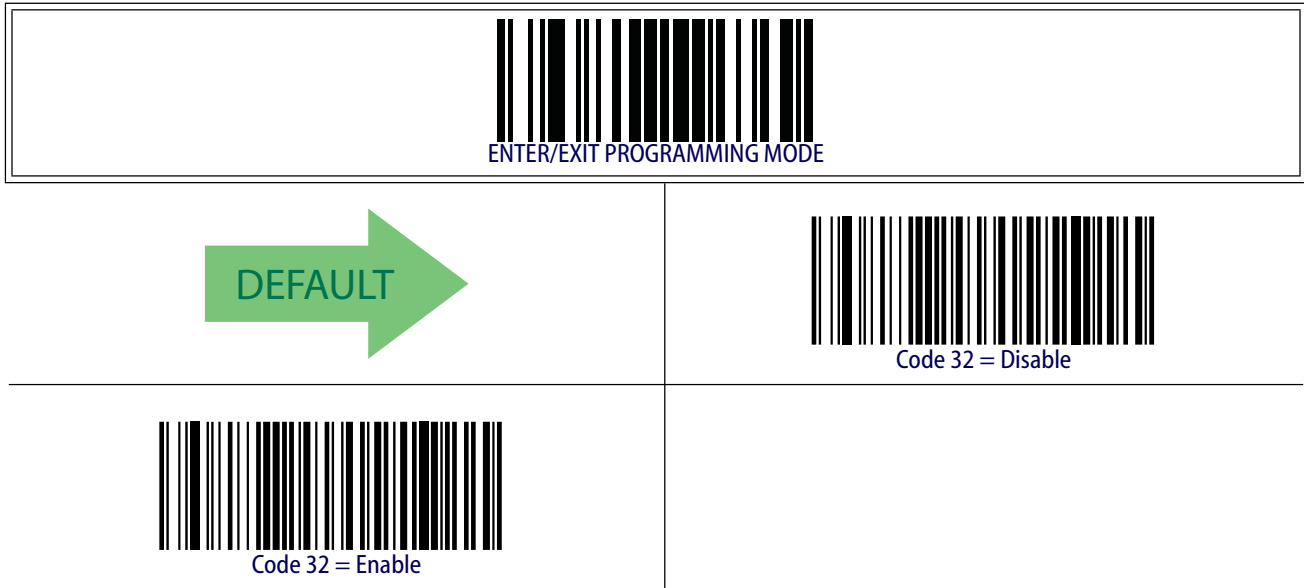 ENTER/EXIT PROGRAMMING MODE
DEFAULT
Code 32 = Disable
Code 32 = Enable